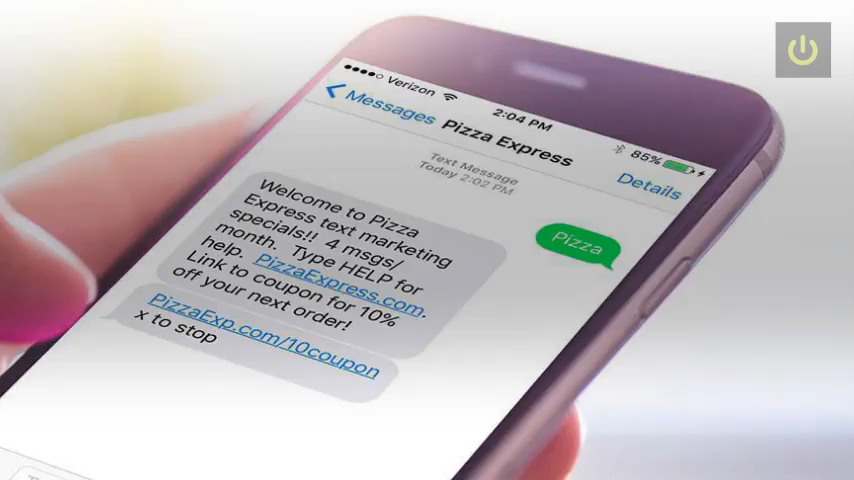 Verizon 2:04 PM 85%
Messages Pizza Express Details
Text Message
Today 2:02 PM
Pizza
Welcome to Pizza
Express text marketing
specials!! 4 msgs/
month. Type HELP for
help. PizzaExpress.com.
Link to coupon for 10%
off your next order!
PizzaExp.com/10coupon
x to stop